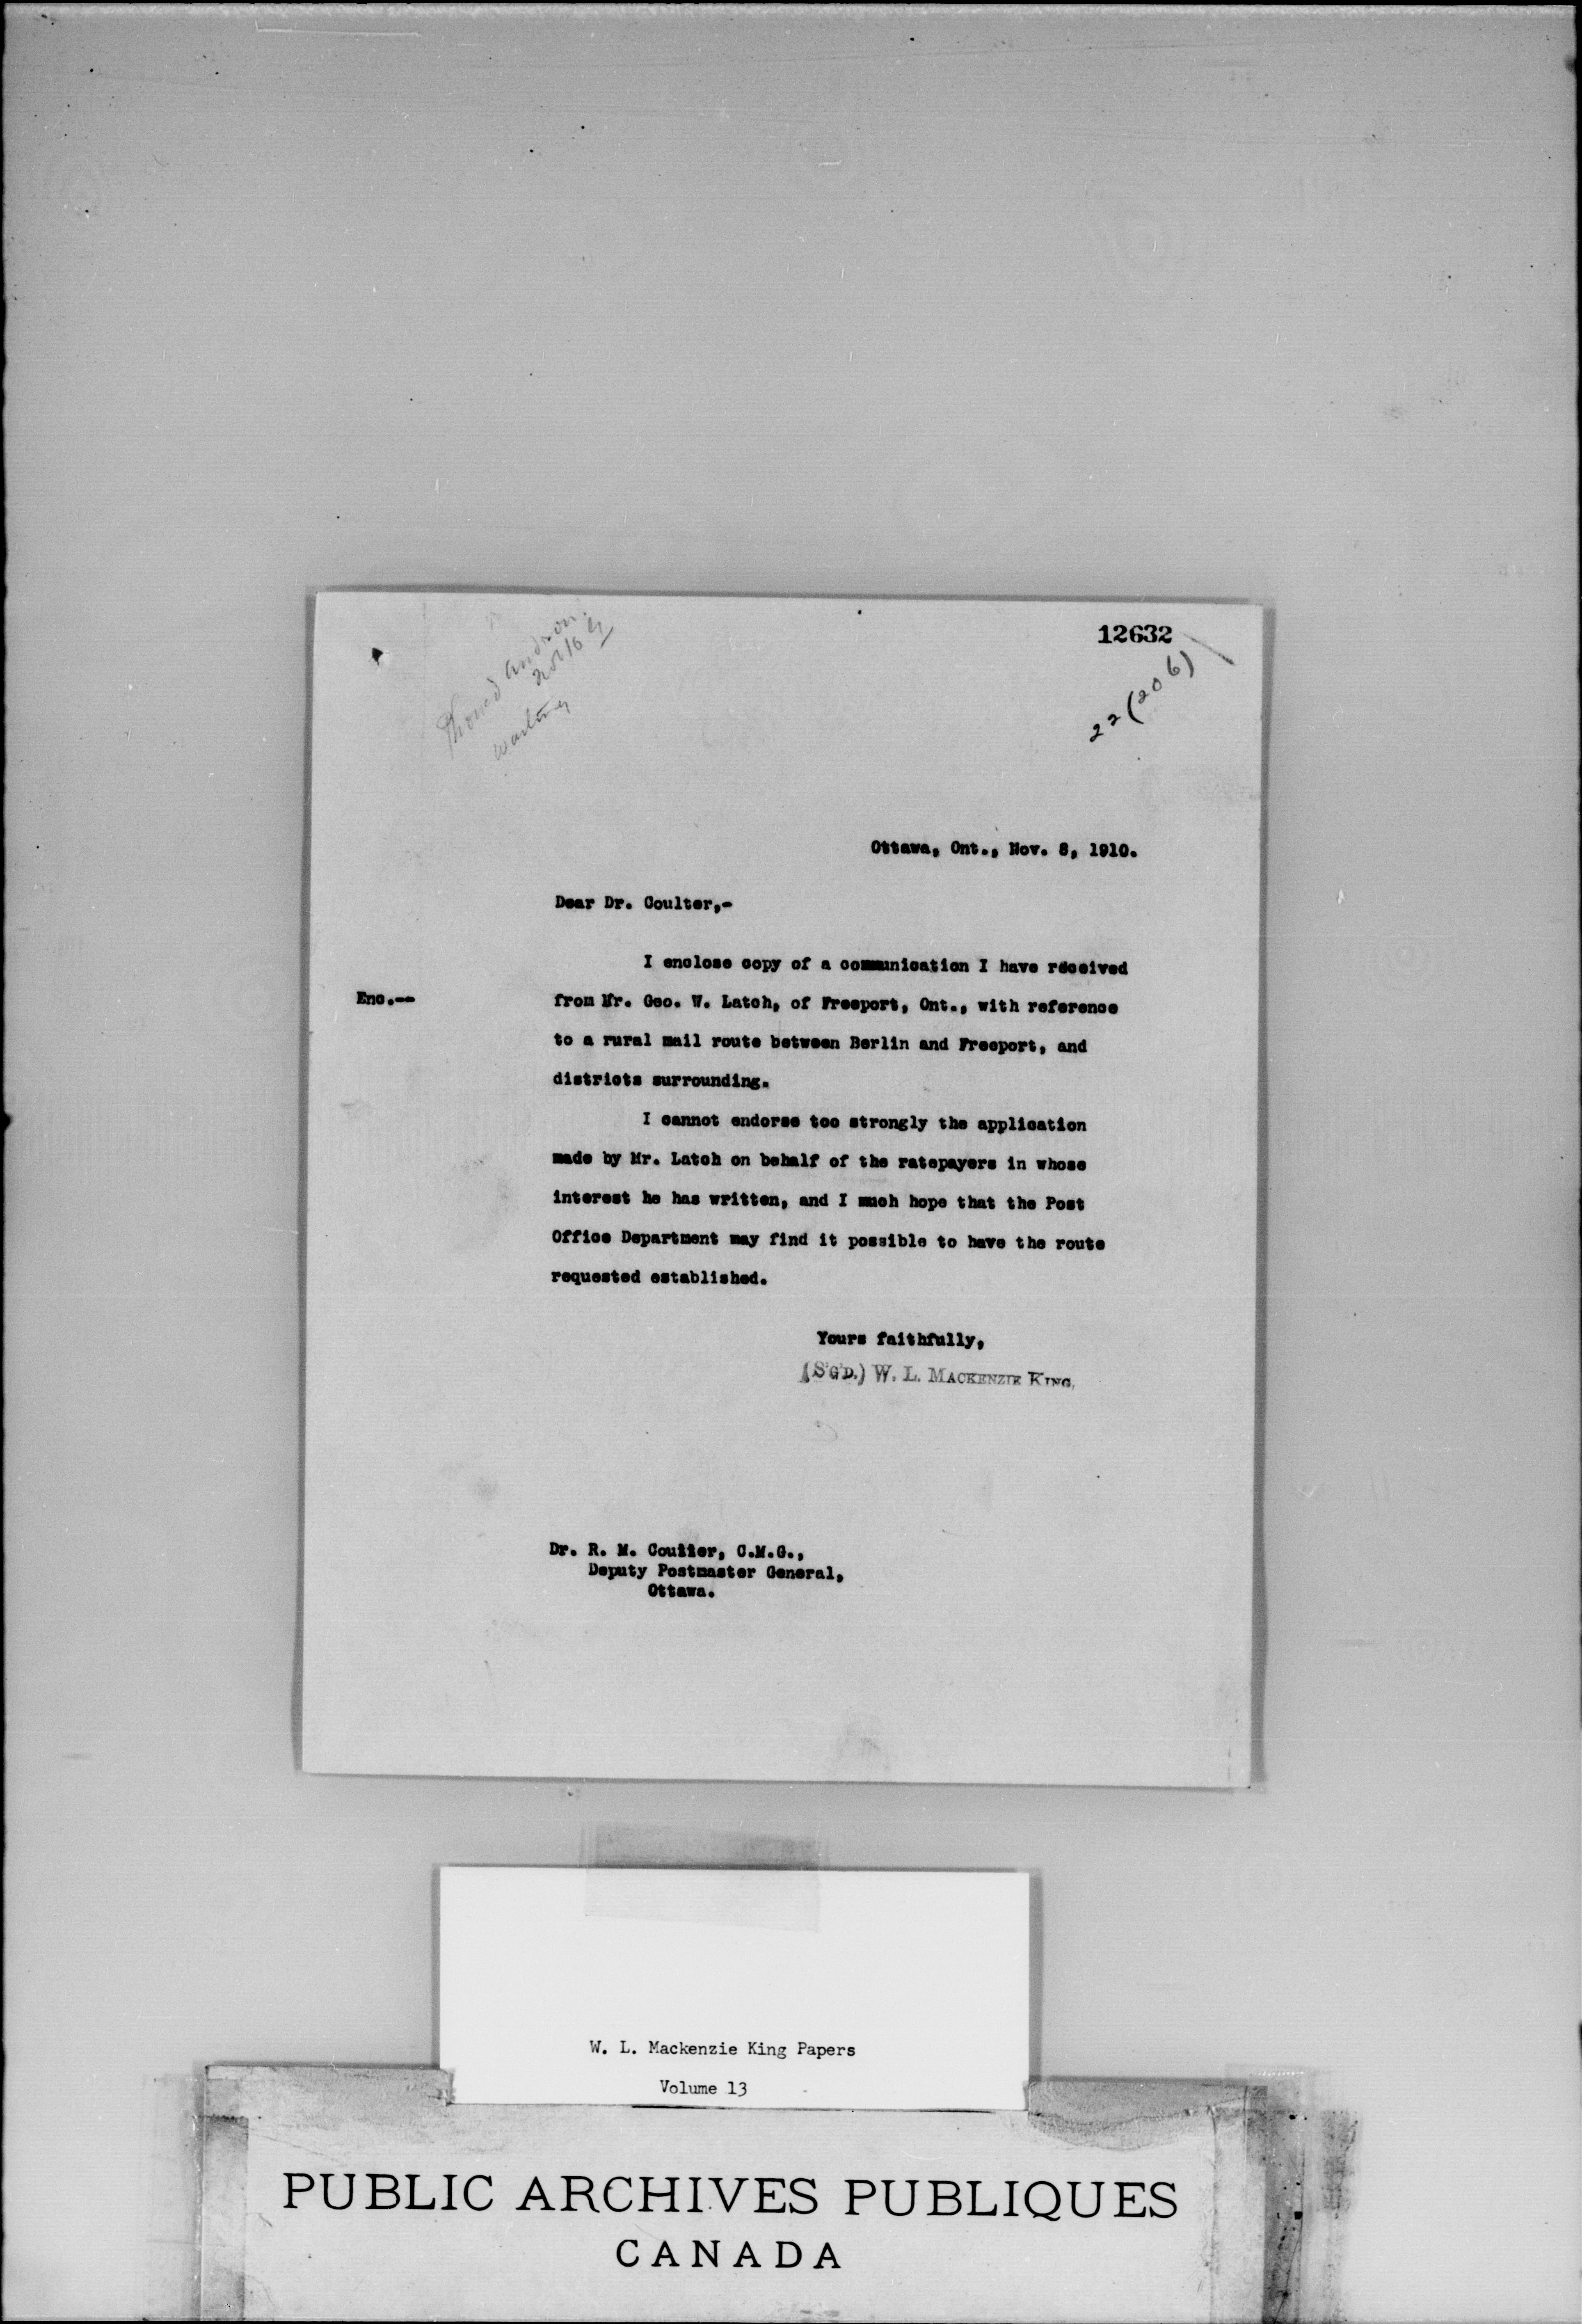 12632
22 (206)
Phoned
Nov 16
Ottawa, Ont., Nov. 8, 1910.
Dear Dr. Coulter,-
I enclose copy of a communication I have received
Enc.-- from Mr. Geo. W. Latch, of Freeport, Ont., with reference
to a rural mail route between Berlin and Freeport, and
districts surrounding.
I cannot endorse too strongly the application
made by Mr. Latch on behalf of the ratepayers in whose
interest he has written, and I much hope that the Post
Office Department may find it possible to have the route
requested established.
Yours faithfully,
(SG'D.) W. L. MACKENZIE KING.
Dr. R. M. Coulter, C.M.G.,
Deputy Postmaster General,
Ottawa.
W. L. Mackenzie King Papers
Volume 13
PUBLIC ARCHIVES PUBLIQUES
CANADA